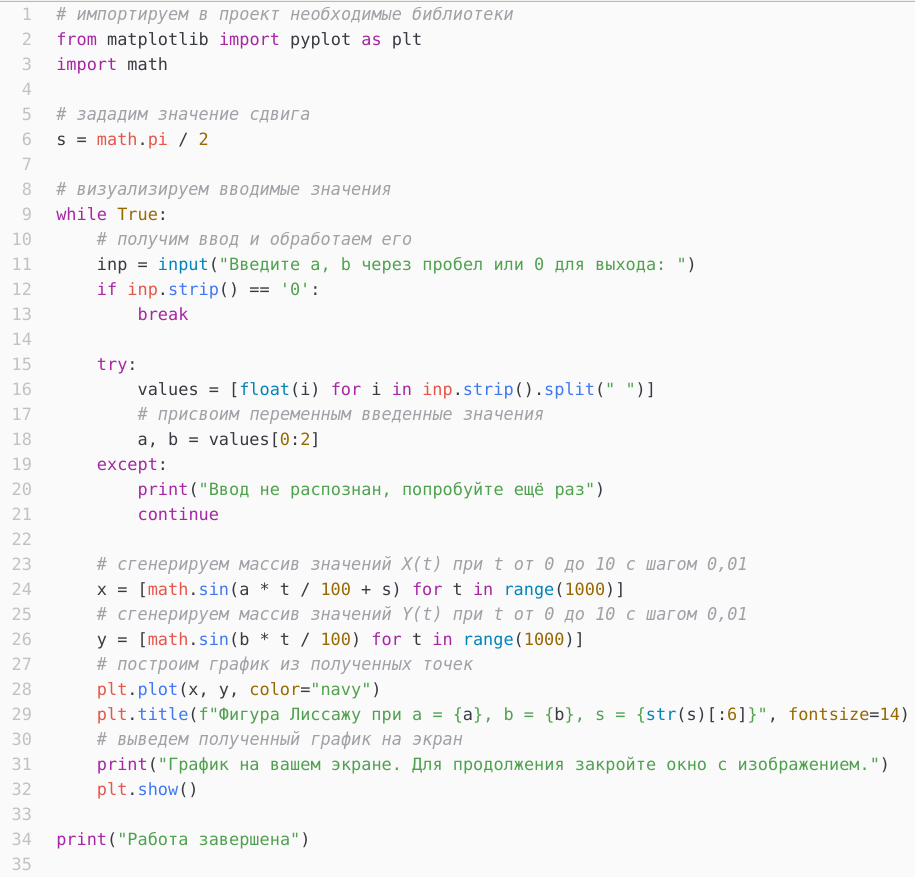 1 # импортируем в проект необходимые библиотеки
2 from matplotlib import pyplot as plt
3 import math
4
5 # зададим значение сдвига
6 s = math.pi / 2
7
8 # визуализируем вводимые значения
9 while True:
10     # получим ввод и обработаем его
11     inp = input("Введите a, b через пробел или 0 для выхода: ")
12     if inp.strip() == '0':
13         break
14
15     try:
16         values = [float(i) for i in inp.strip().split(" ")]
17         # присвоим переменным введенные значения
18         a, b = values[0:2]
19     except:
20         print("Ввод не распознан, попробуйте ещё раз")
21         continue
22
23     # сгенерируем массив значений X(t) при t от 0 до 10 с шагом 0,01
24     x = [math.sin(a * t / 100 + s) for t in range(1000)]
25     # сгенерируем массив значений Y(t) при t от 0 до 10 с шагом 0,01
26     y = [math.sin(b * t / 100) for t in range(1000)]
27     # построим график из полученных точек
28     plt.plot(x, y, color="navy")
29     plt.title(f"Фигура Лиссажу при a = {a}, b = {b}, s = {str(s)[:6]}", fontsize=14)
30     # выведем полученный график на экран
31     print("График на вашем экране. Для продолжения закройте окно с изображением.")
32     plt.show()
33
34 print("Работа завершена")
35